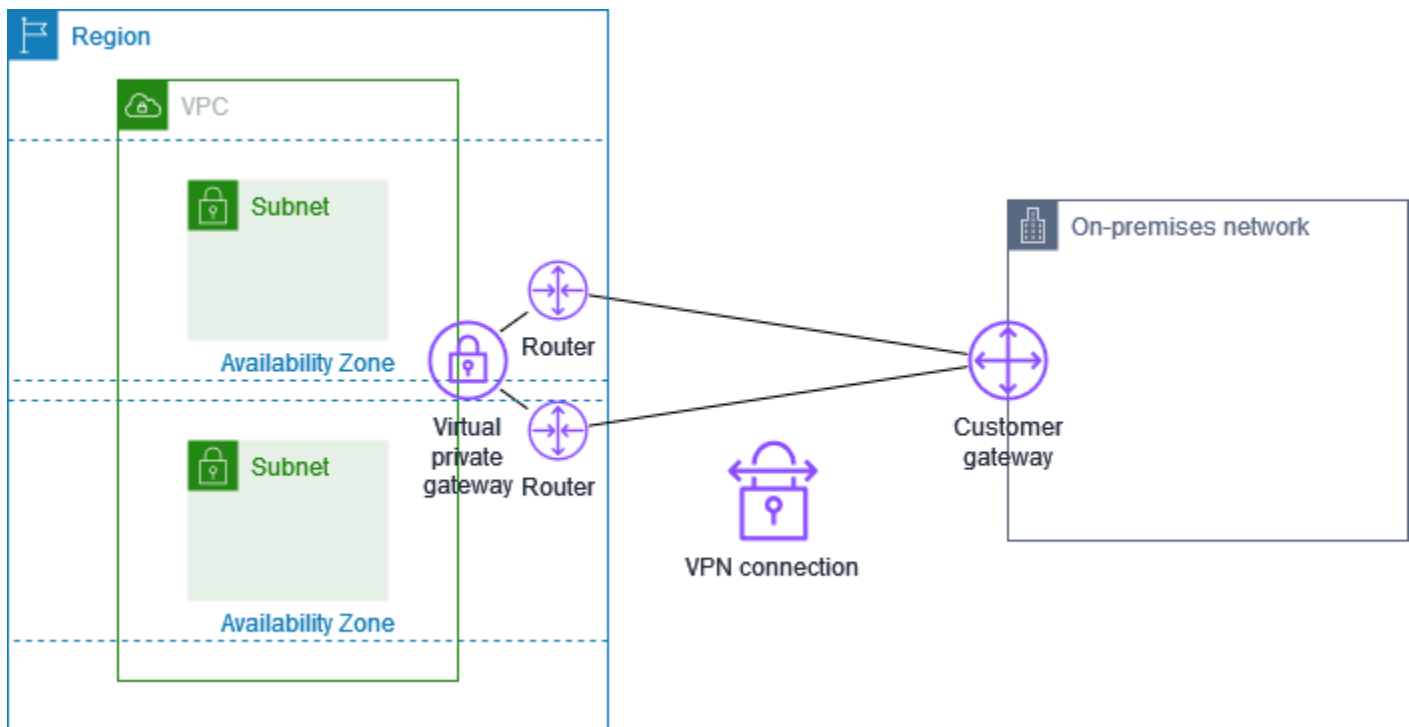 Region
VPC
Subnet
On-premises network
Router
Availability Zone
Virtual
private
gateway
Customer
gateway
Subnet
Router
VPN connection
Availability Zone